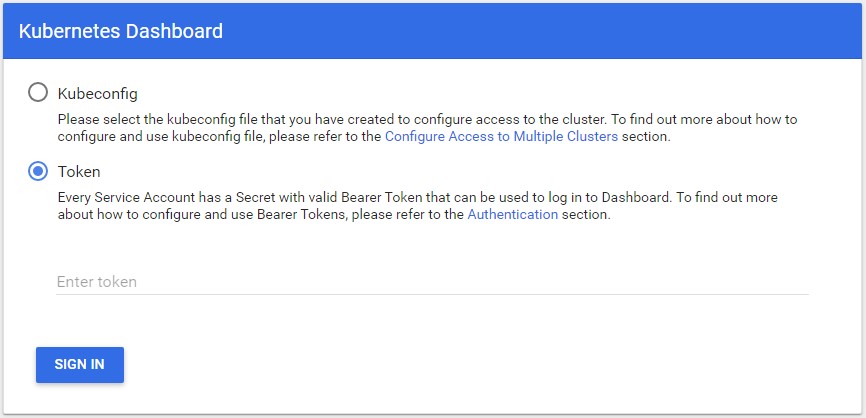 Kubernetes Dashboard
Kubeconfig
Please select the kubeconfig file that you have created to configure access to the cluster. To find out more about how to
configure and use kubeconfig file, please refer to the Configure Access to Multiple Clusters section.
Token
Every Service Account has a Secret with valid Bearer Token that can be used to log in to Dashboard. To find out more
about how to configure and use Bearer Tokens, please refer to the Authentication section.
Enter token
SIGN IN